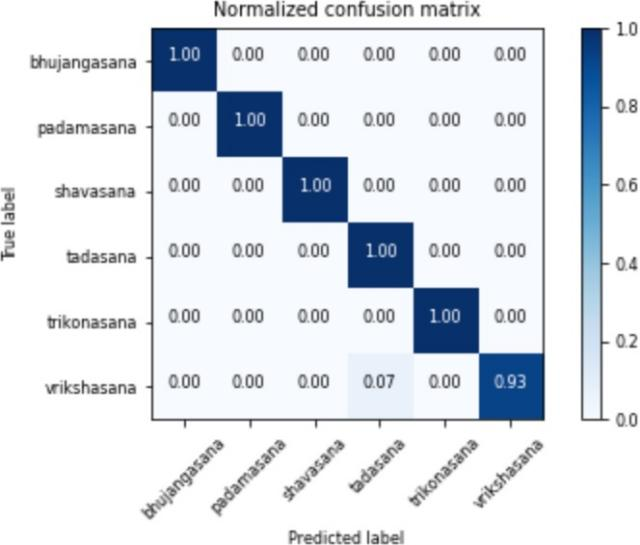 Normalized confusion matrix
True label
bhujangasana 1.00 0.00 0.00 0.00 0.00 0.00
padamasana 0.00 1.00 0.00 0.00 0.00 0.00
shavasana 0.00 0.00 1.00 0.00 0.00 0.00
tadasana 0.00 0.00 0.00 1.00 0.00 0.00
trikonasana 0.00 0.00 0.00 0.00 1.00 0.00
vrikshasana 0.00 0.00 0.00 0.07 0.00 0.93
bhujangasana padamasana shavasana tadasana trikonasana vrikshasana
Predicted label
1.0
0.8
0.6
0.4
0.2
0.0